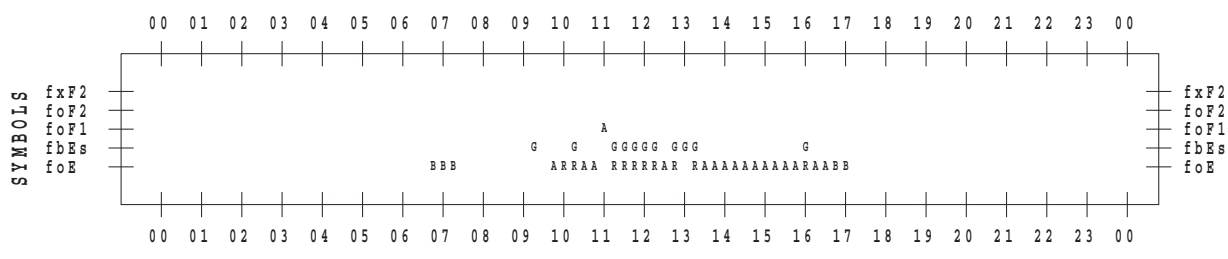 00 01 02 03 04 05 06 07 08 09 10 11 12 13 14 15 16 17 18 19 20 21 22 23 00
SYMBOLS
fxF2 fxF2
foF2 foF2
foF1 A foF1
fbEs G G GGGGG GGG G fbEs
foE BBB ARRAA RRRRRAR RAAAAAAAAAARAABB foE
00 01 02 03 04 05 06 07 08 09 10 11 12 13 14 15 16 17 18 19 20 21 22 23 00